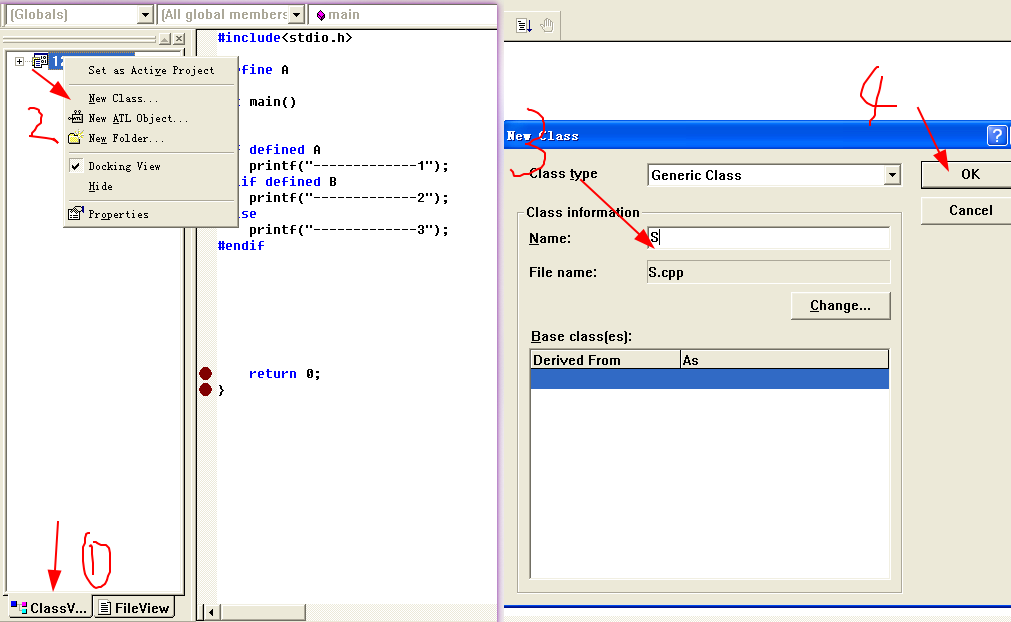 (Globals)
(All global members
main
#include<stdio.h>
fine A
main()
defined A
printf("-------------1");
if defined B
printf("-------------2");
lse
printf("-------------3");
#endif
return 0;
}
12
Set as Active Project
New Class...
New ATL Object...
New Folder...
Docking View
Hide
Properties
2
1
ClassV...
FileView
4
New Class
?
3
Class type
Generic Class
OK
Cancel
Class information
Name:
S
File name:
S.cpp
Change...
Base class(es):
Derived From
As